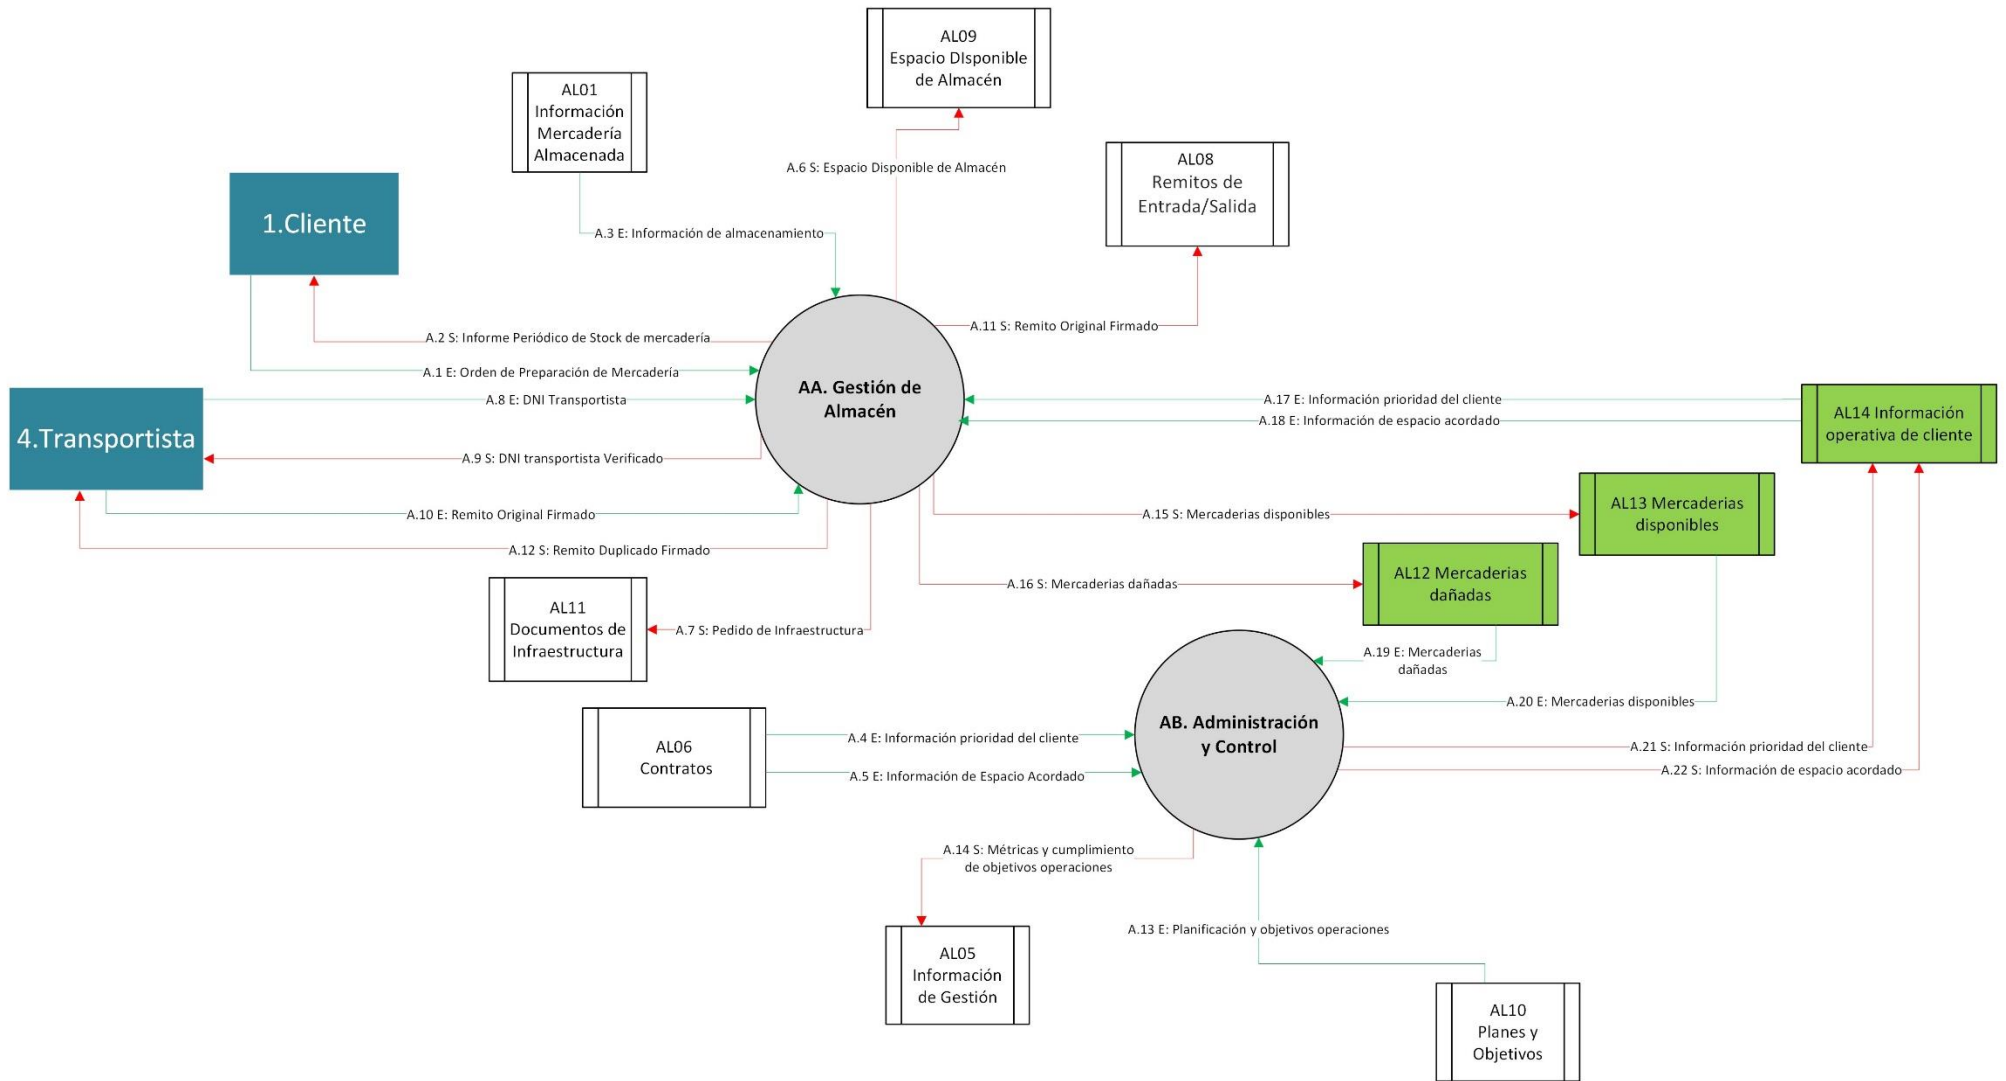 AL09
Espacio DIsponible
de Almacén
AL01
Información
Mercadería
Almacenada
A.6 S: Espacio Disponible de Almacén
AL08
Remitos de
Entrada/Salida
1.Cliente
A.3 E: Información de almacenamiento
A.2 S: Informe Periódico de Stock de mercadería
A.11 S: Remito Original Firmado
A.1 E: Orden de Preparación de Mercadería
AA. Gestión de
Almacén
A.8 E: DNI Transportista
A.17 E: Información prioridad del cliente
A.18 E: Información de espacio acordado
AL14 Información
operativa de cliente
4.Transportista
A.9 S: DNI transportista Verificado
A.10 E: Remito Original Firmado
A.15 S: Mercaderias disponibles
AL13 Mercaderias
disponibles
A.12 S: Remito Duplicado Firmado
A.16 S: Mercaderias dañadas
AL12 Mercaderias
dañadas
AL11
Documentos de
Infraestructura
A.7 S: Pedido de Infraestructura
A.19 E: Mercaderias
dañadas
A.20 E: Mercaderias disponibles
AL06
Contratos
A.4 E: Información prioridad del cliente
A.5 E: Información de Espacio Acordado
AB. Administración
y Control
A.21 S: Información prioridad del cliente
A.22 S: Información de espacio acordado
A.14 S: Métricas y cumplimiento
de objetivos operaciones
A.13 E: Planificación y objetivos operaciones
AL05
Información
de Gestión
AL10
Planes y
Objetivos